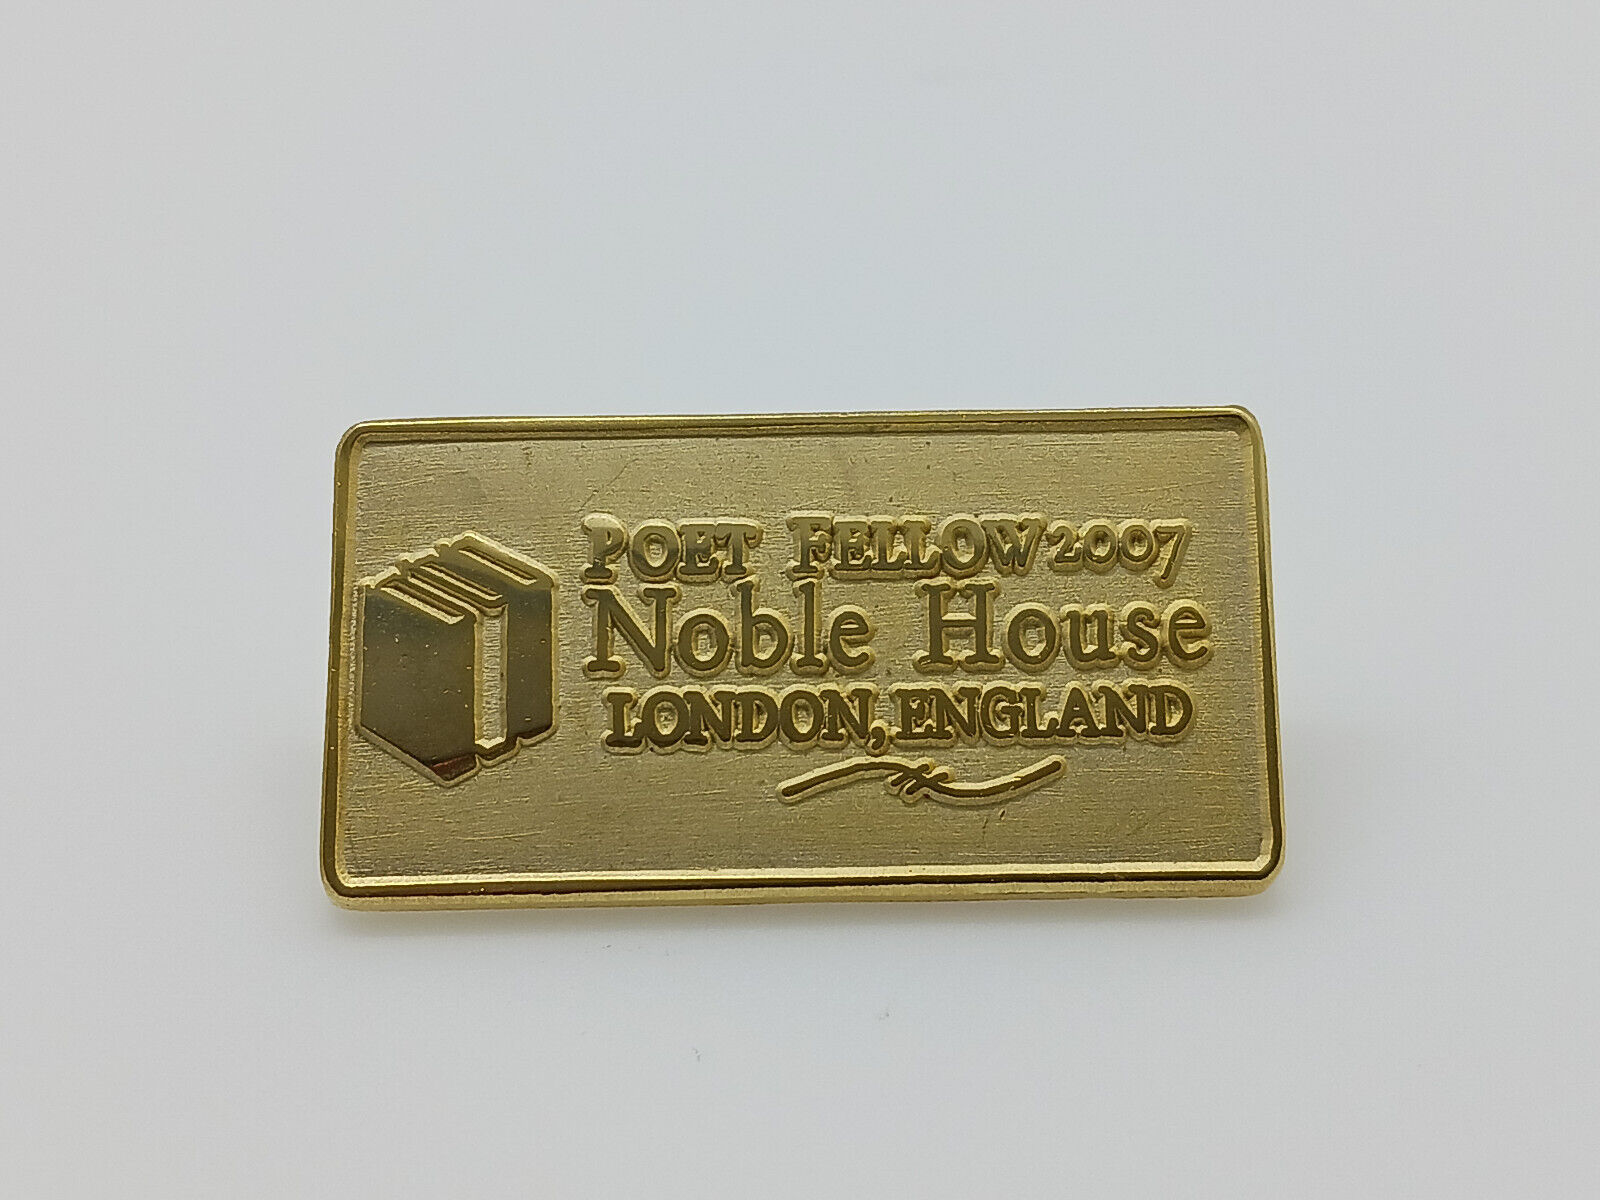 POET FELLOW 2007
Noble House
LONDON, ENGLAND